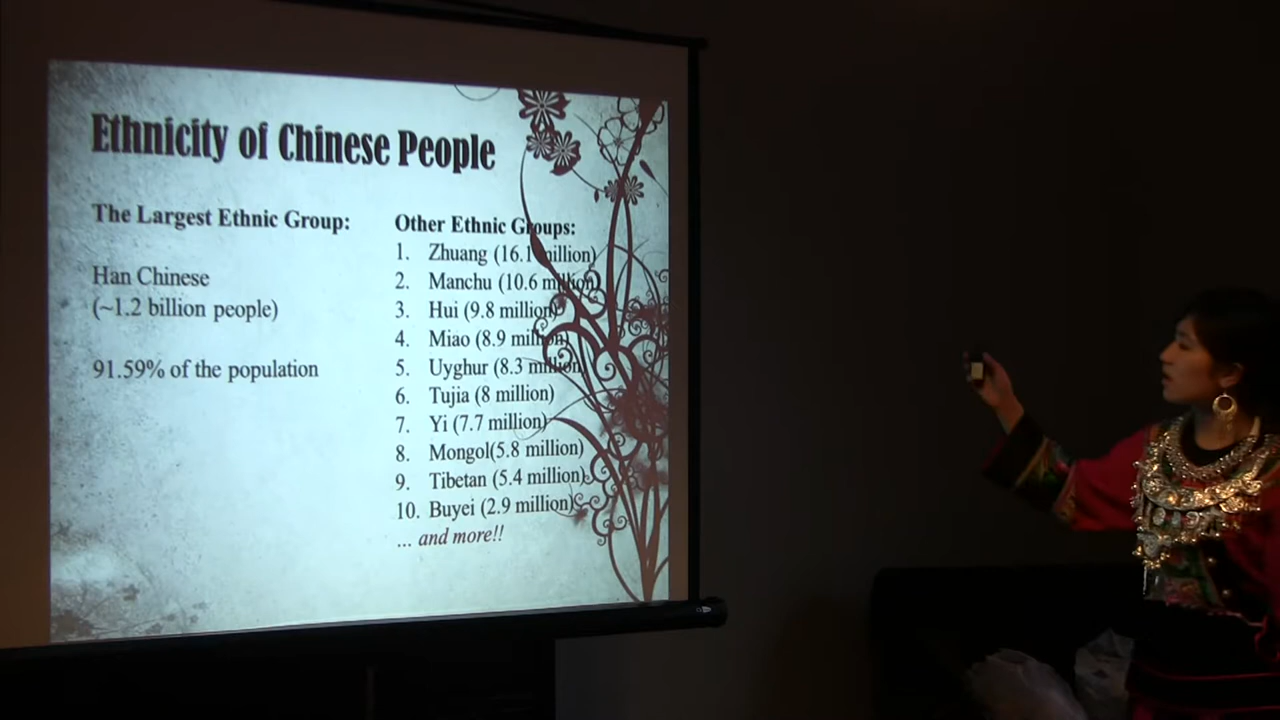 Ethnicity of Chinese People
The Largest Ethnic Group:
Han Chinese
(~1.2 billion people)
91.59% of the population
Other Ethnic Groups:
1. Zhuang (16.1 million)
2. Manchu (10.6 million)
3. Hui (9.8 million)
4. Miao (8.9 million)
5. Uyghur (8.3 million)
6. Tujia (8 million)
7. Yi (7.7 million)
8. Mongol(5.8 million)
9. Tibetan (5.4 million)
10. Buyei (2.9 million)
... and more!!